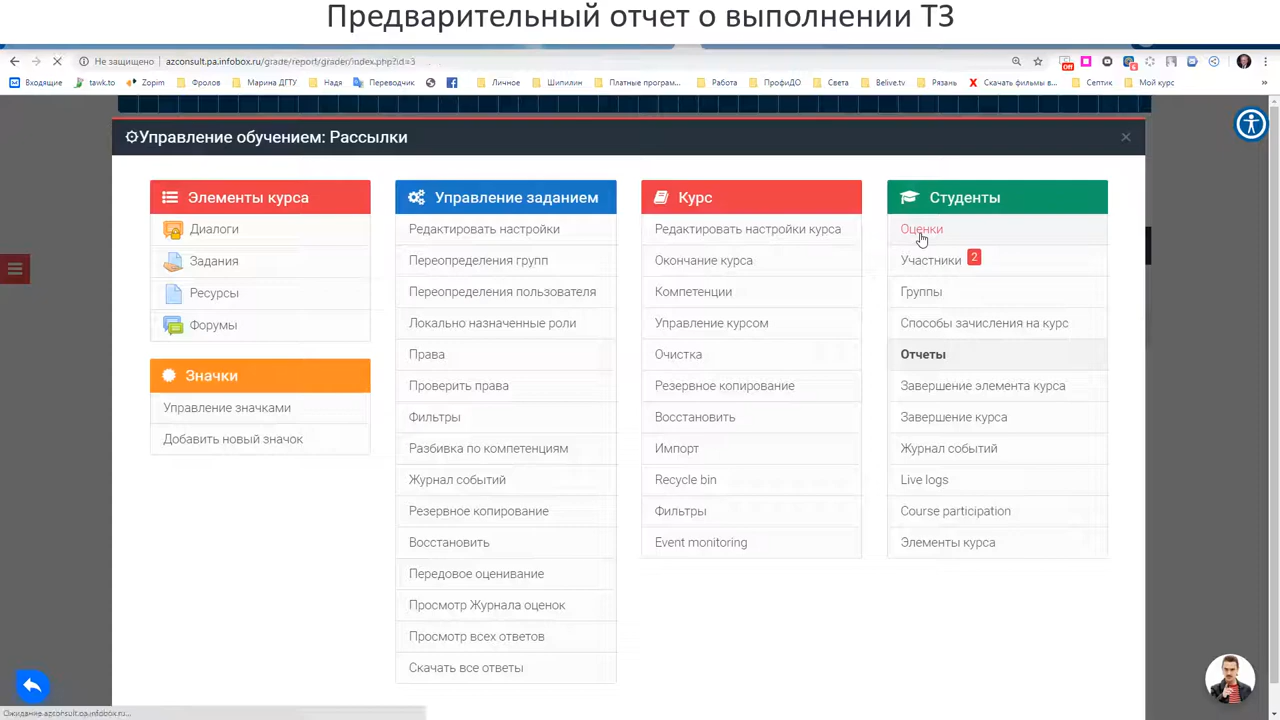 Предварительный отчет о выполнении ТЗ
Не защищено | azconsult.pa.infobox.ru/grade/report/grader/index.php?id=3
Входящие tawk.to Zopim Фролов Марина ДГТУ Надя Переводчик Личное Шипилин Платные програм... Работа ПрофиДО Света Belive.tv Рязань Скачать фильмы в... Септик Мой курс »
Управление обучением: Рассылки ×
Элементы курса
Диалоги
Задания
Ресурсы
Форумы
Значки
Управление значками
Добавить новый значок
Управление заданием
Редактировать настройки
Переопределения групп
Переопределения пользователя
Локально назначенные роли
Права
Проверить права
Фильтры
Разбивка по компетенциям
Журнал событий
Резервное копирование
Восстановить
Передовое оценивание
Просмотр Журнала оценок
Просмотр всех ответов
Скачать все ответы
Курс
Редактировать настройки курса
Окончание курса
Компетенции
Управление курсом
Очистка
Резервное копирование
Восстановить
Импорт
Recycle bin
Фильтры
Event monitoring
Студенты
Оценки
Участники 2
Группы
Способы зачисления на курс
Отчеты
Завершение элемента курса
Завершение курса
Журнал событий
Live logs
Course participation
Элементы курса
Ожидание azconsult.pa.infobox.ru...